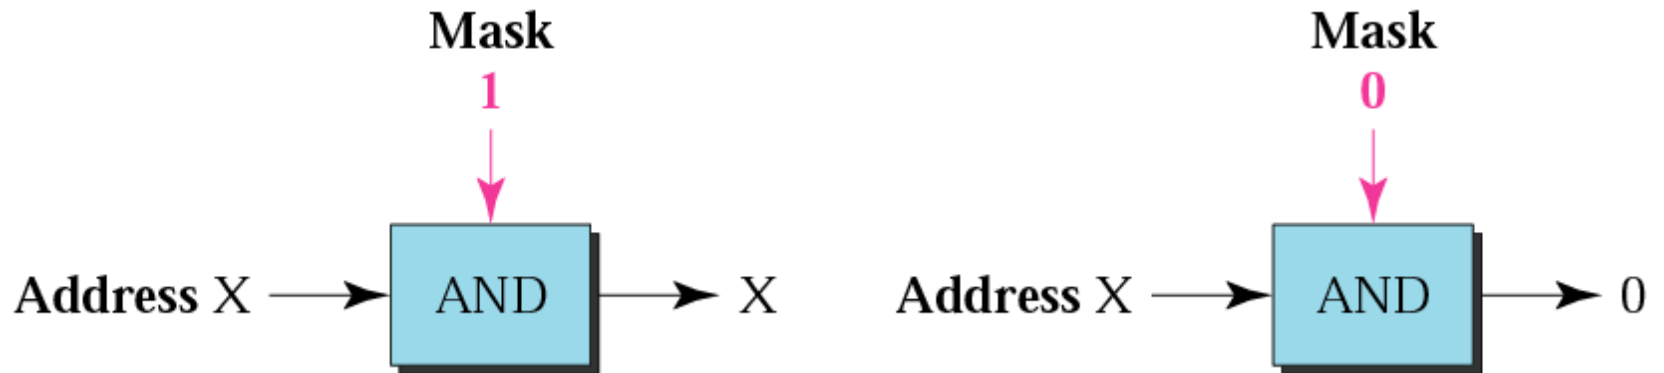 Mask Mask
1 0
Address X AND X Address X AND 0